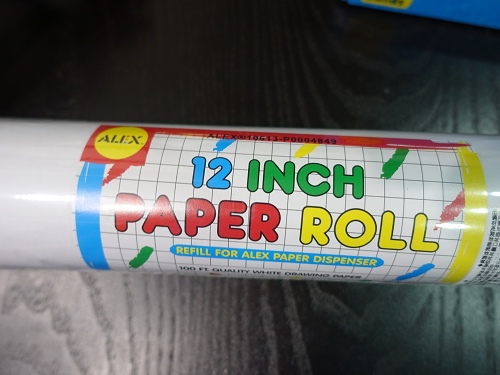 ALEX
12 INCH
PAPER ROLL
REFILL FOR ALEX PAPER DISPENSER
100 FT. QUALITY WHITE DRAWING PAPER